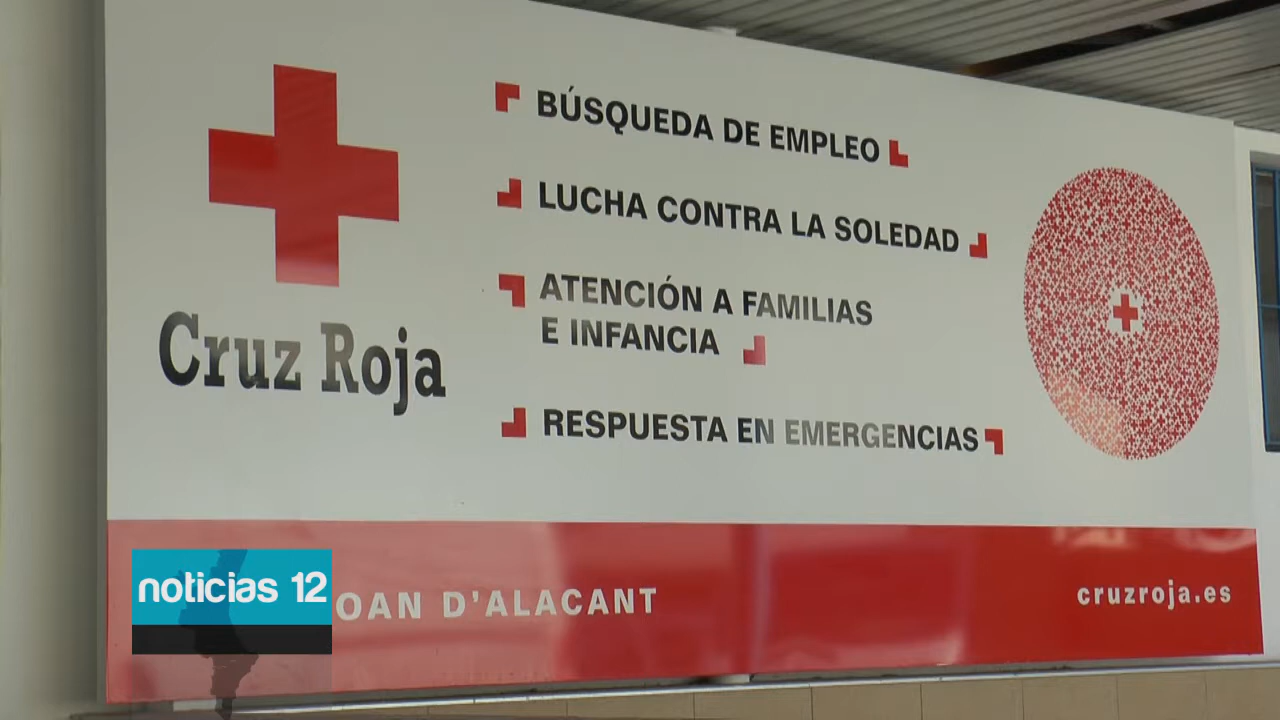 BÚSQUEDA DE EMPLEO
LUCHA CONTRA LA SOLEDAD
ATENCIÓN A FAMILIAS
E INFANCIA
RESPUESTA EN EMERGENCIAS
Cruz Roja
noticias 12
OAN D'ALACANT
cruzroja.es